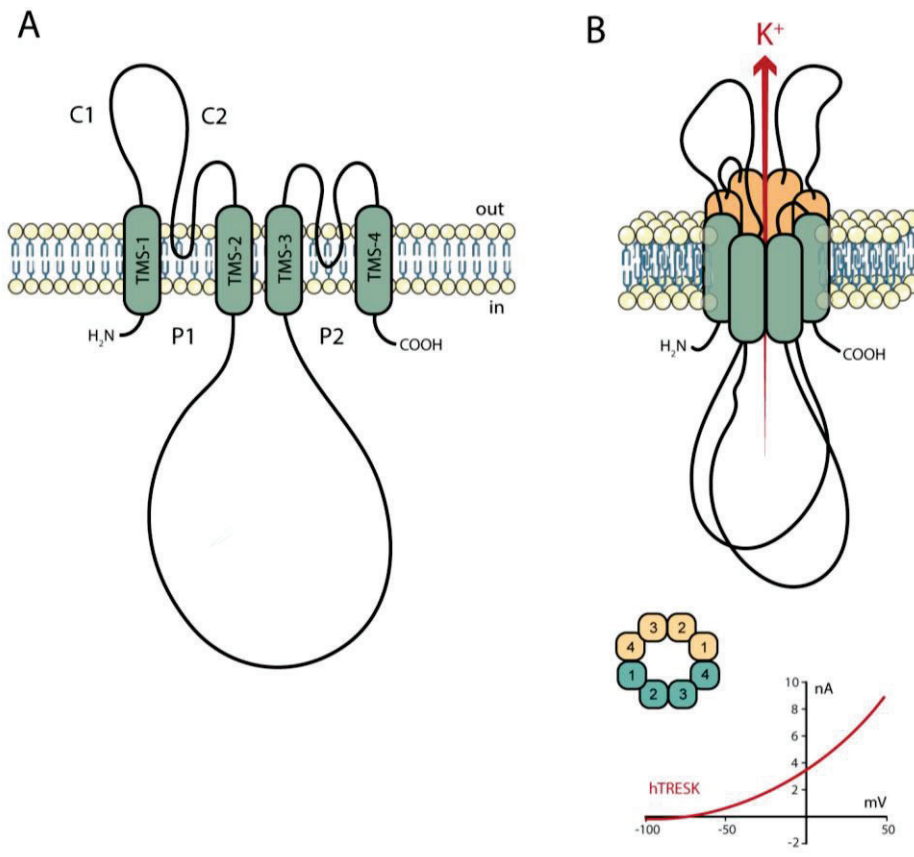 A
C1
C2
out
TMS-1
TMS-2
TMS-3
TMS-4
in
H₂N
P1
P2
COOH
B
K⁺
H₂N
COOH
3 2
4 1
1 4
2 3
10 nA
8
6
4
hTRESK
2
mV
-100 -50 50
-2